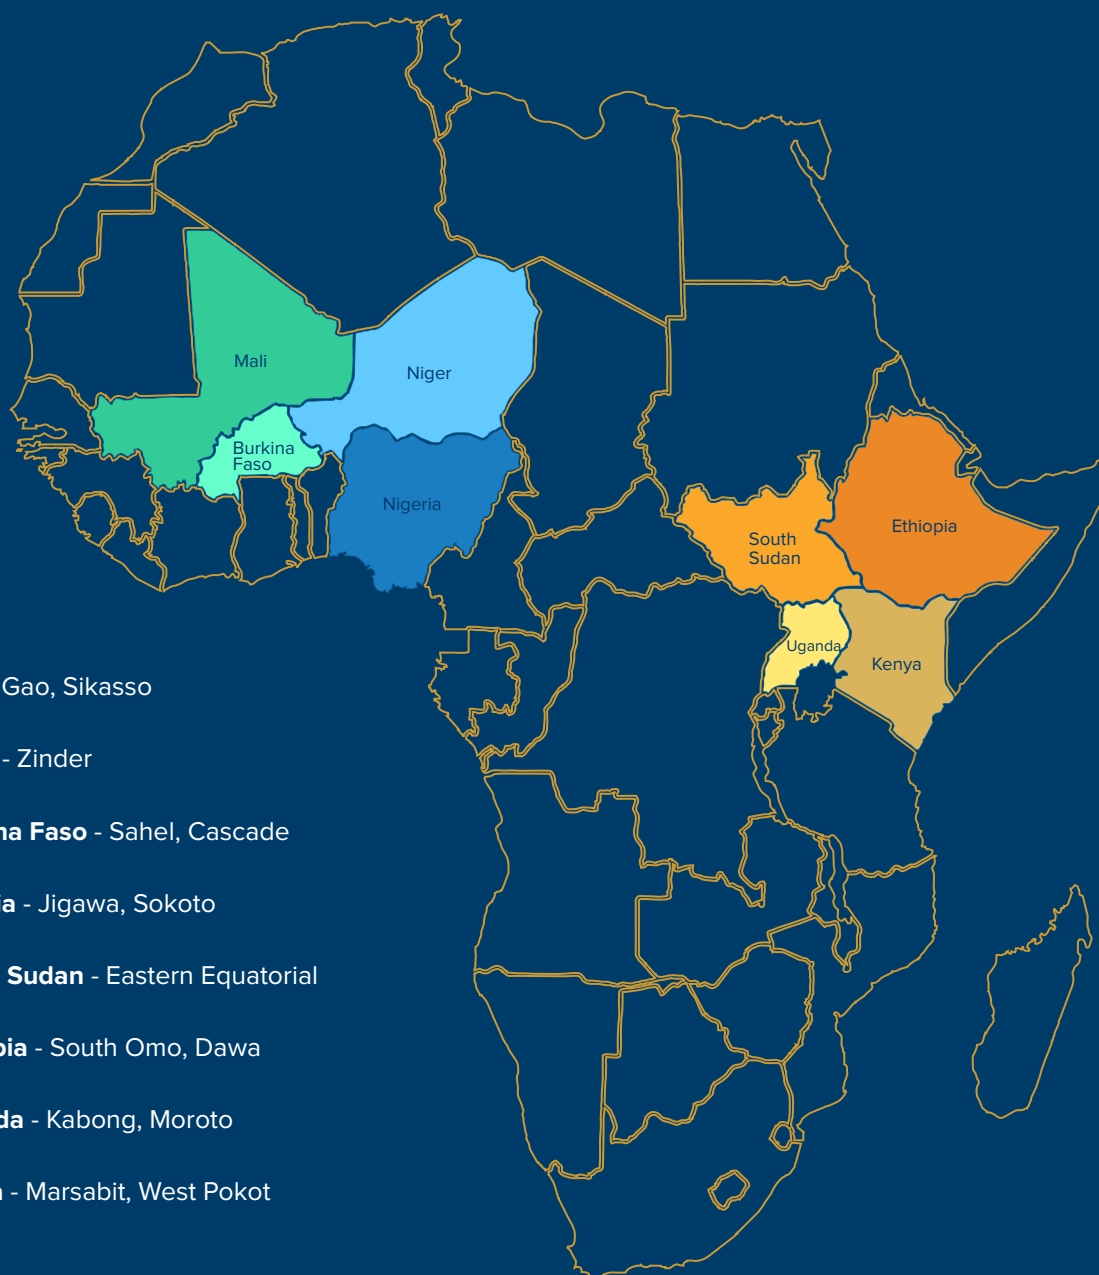 Mali
Niger
Burkina
Faso
Nigeria
South
Sudan
Ethiopia
Uganda
Kenya
Gao, Sikasso
- Zinder
na Faso - Sahel, Cascade
ia - Jigawa, Sokoto
Sudan - Eastern Equatorial
pia - South Omo, Dawa
da - Kabong, Moroto
a - Marsabit, West Pokot